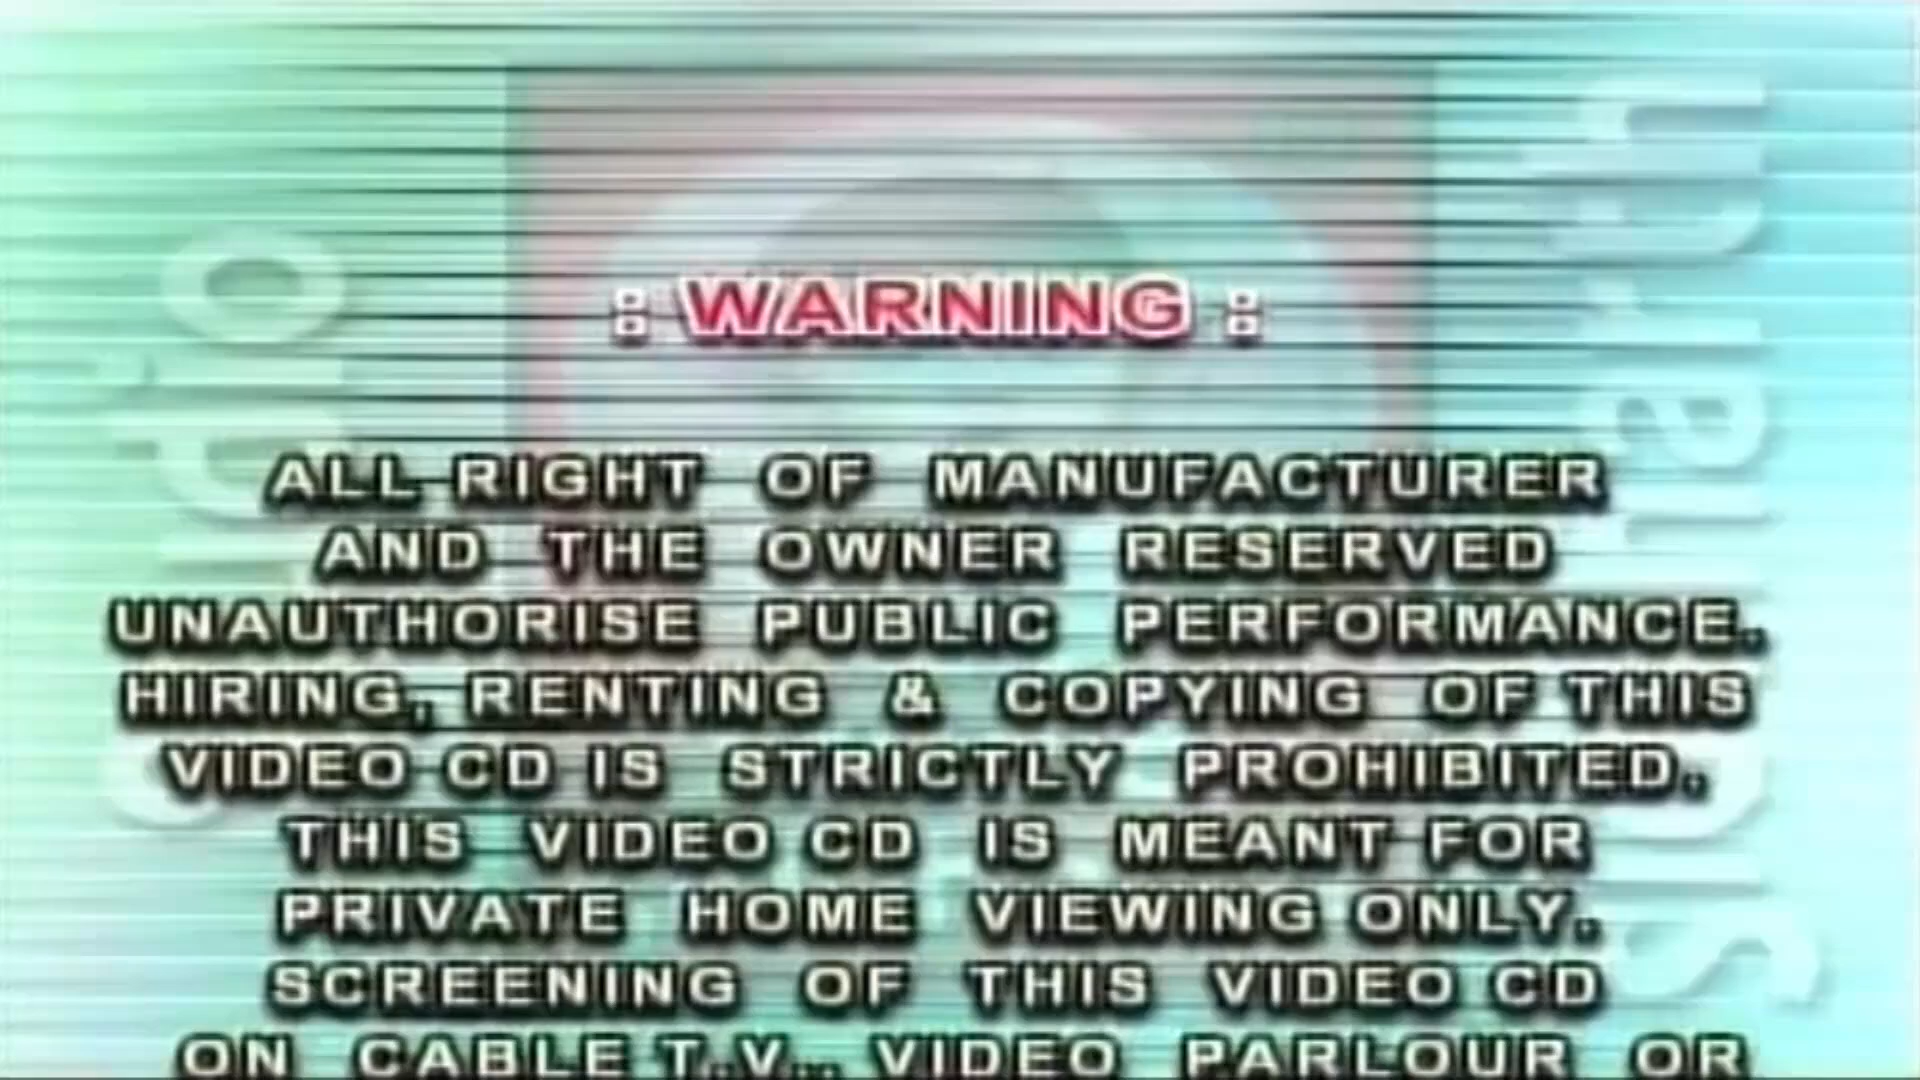 : WARNING :
ALL RIGHT OF MANUFACTURER
AND THE OWNER RESERVED
UNAUTHORISE PUBLIC PERFORMANCE.
HIRING, RENTING & COPYING OF THIS
VIDEO CD IS STRICTLY PROHIBITED.
THIS VIDEO CD IS MEANT FOR
PRIVATE HOME VIEWING ONLY.
SCREENING OF THIS VIDEO CD
ON CABLE T.V., VIDEO PARLOUR OR